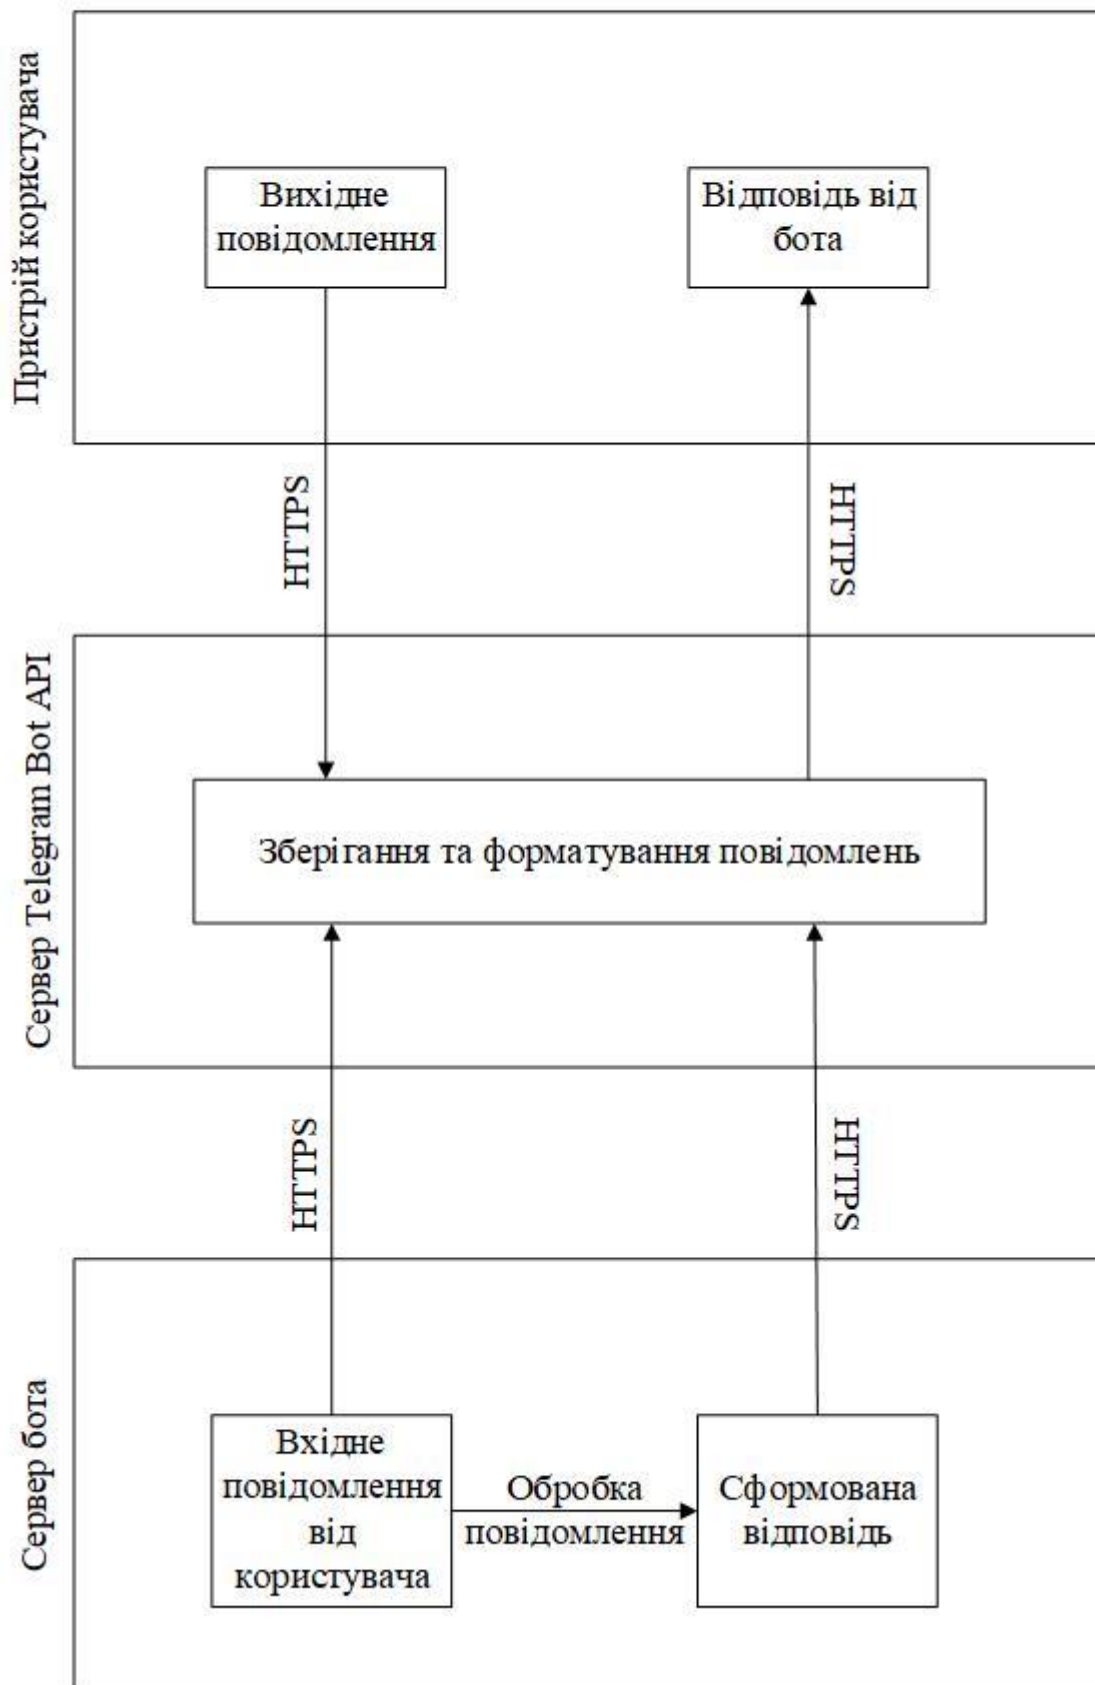 Пристрій користувача
Вихідне
повідомлення
Відповідь від
бота
HTTPS
HTTPS
Сервер Telegram Bot API
Зберігання та форматування повідомлень
HTTPS
HTTPS
Сервер бота
Вхідне
повідомлення
від
користувача
Обробка
повідомлення
Сформована
відповідь